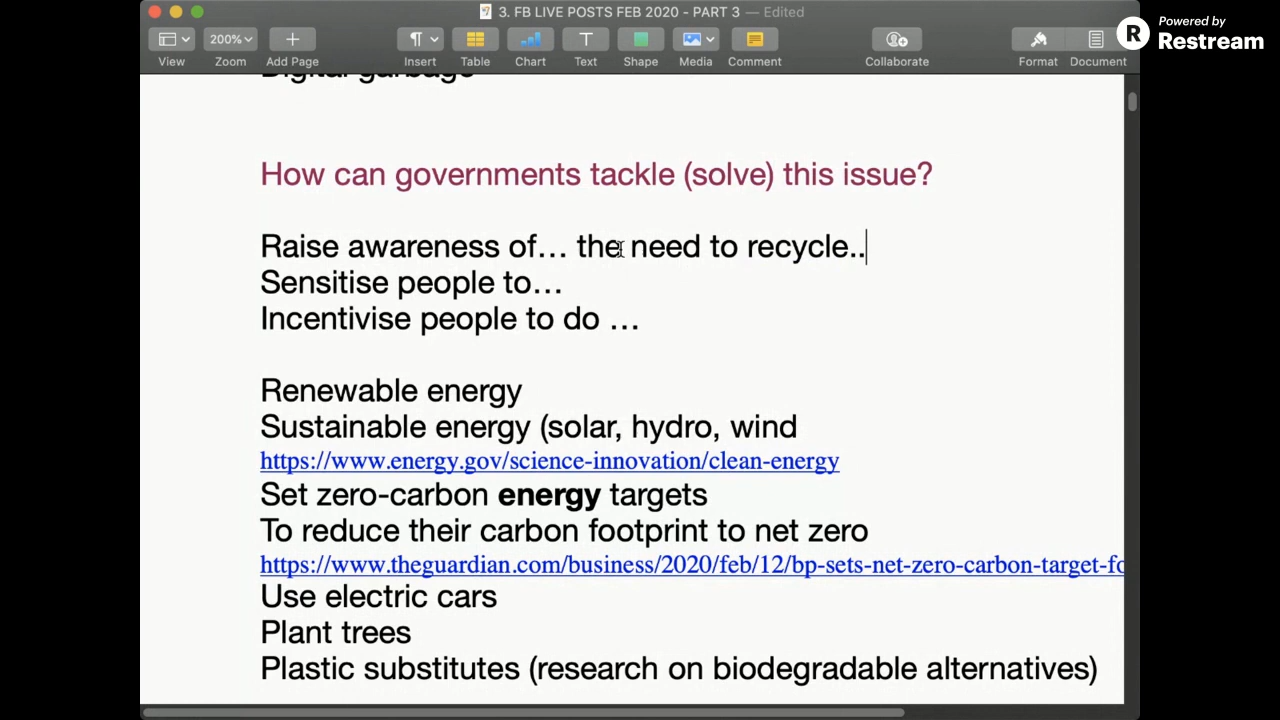 3. FB LIVE POSTS FEB 2020 - PART 3 — Edited
Powered by
Restream
200%
View Zoom Add Page Insert Table Chart Text Shape Media Comment Collaborate Format Document
Digital garbage
How can governments tackle (solve) this issue?
Raise awareness of… the need to recycle..
Sensitise people to…
Incentivise people to do …
Renewable energy
Sustainable energy (solar, hydro, wind
https://www.energy.gov/science-innovation/clean-energy
Set zero-carbon energy targets
To reduce their carbon footprint to net zero
https://www.theguardian.com/business/2020/feb/12/bp-sets-net-zero-carbon-target-fo
Use electric cars
Plant trees
Plastic substitutes (research on biodegradable alternatives)